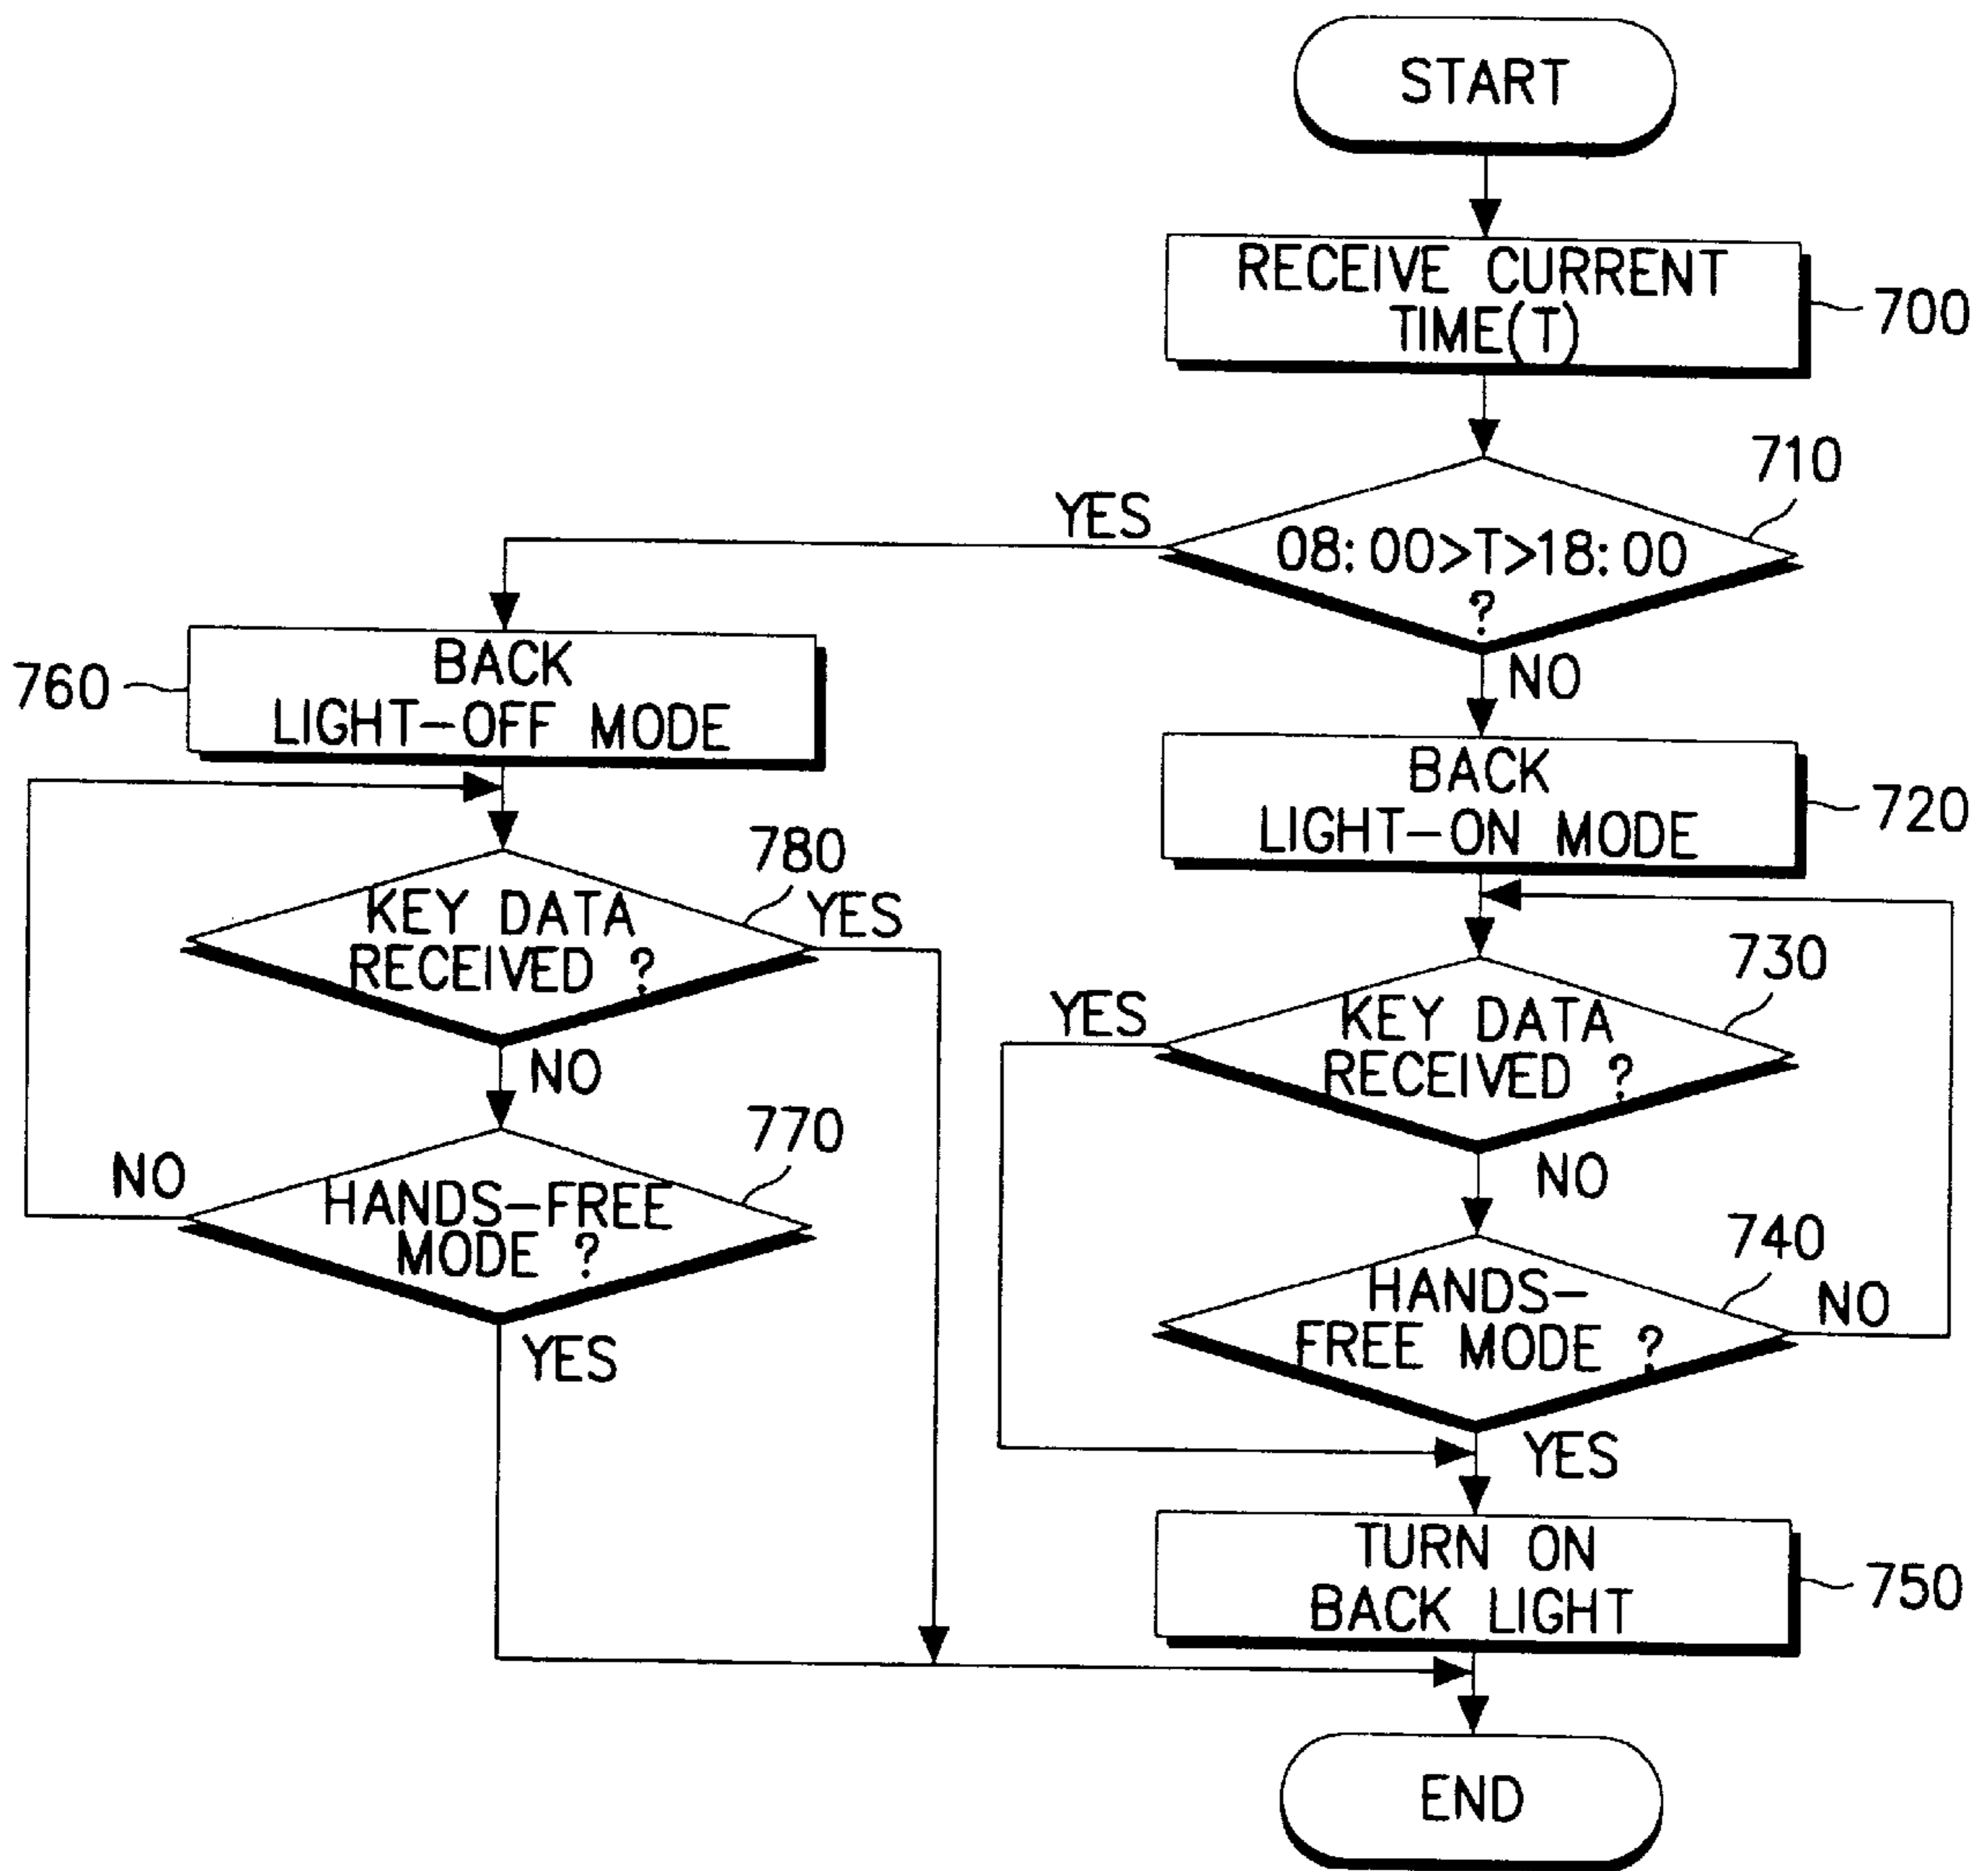 START
RECEIVE CURRENT
TIME(T)
700
710
YES
08:00>T>18:00
?
NO
760
BACK
LIGHT-OFF MODE
BACK
LIGHT-ON MODE
720
780
KEY DATA
RECEIVED ?
YES
NO
730
YES
KEY DATA
RECEIVED ?
NO
770
NO
HANDS-FREE
MODE ?
YES
740
HANDS-
FREE MODE ?
NO
YES
TURN ON
BACK LIGHT
750
END